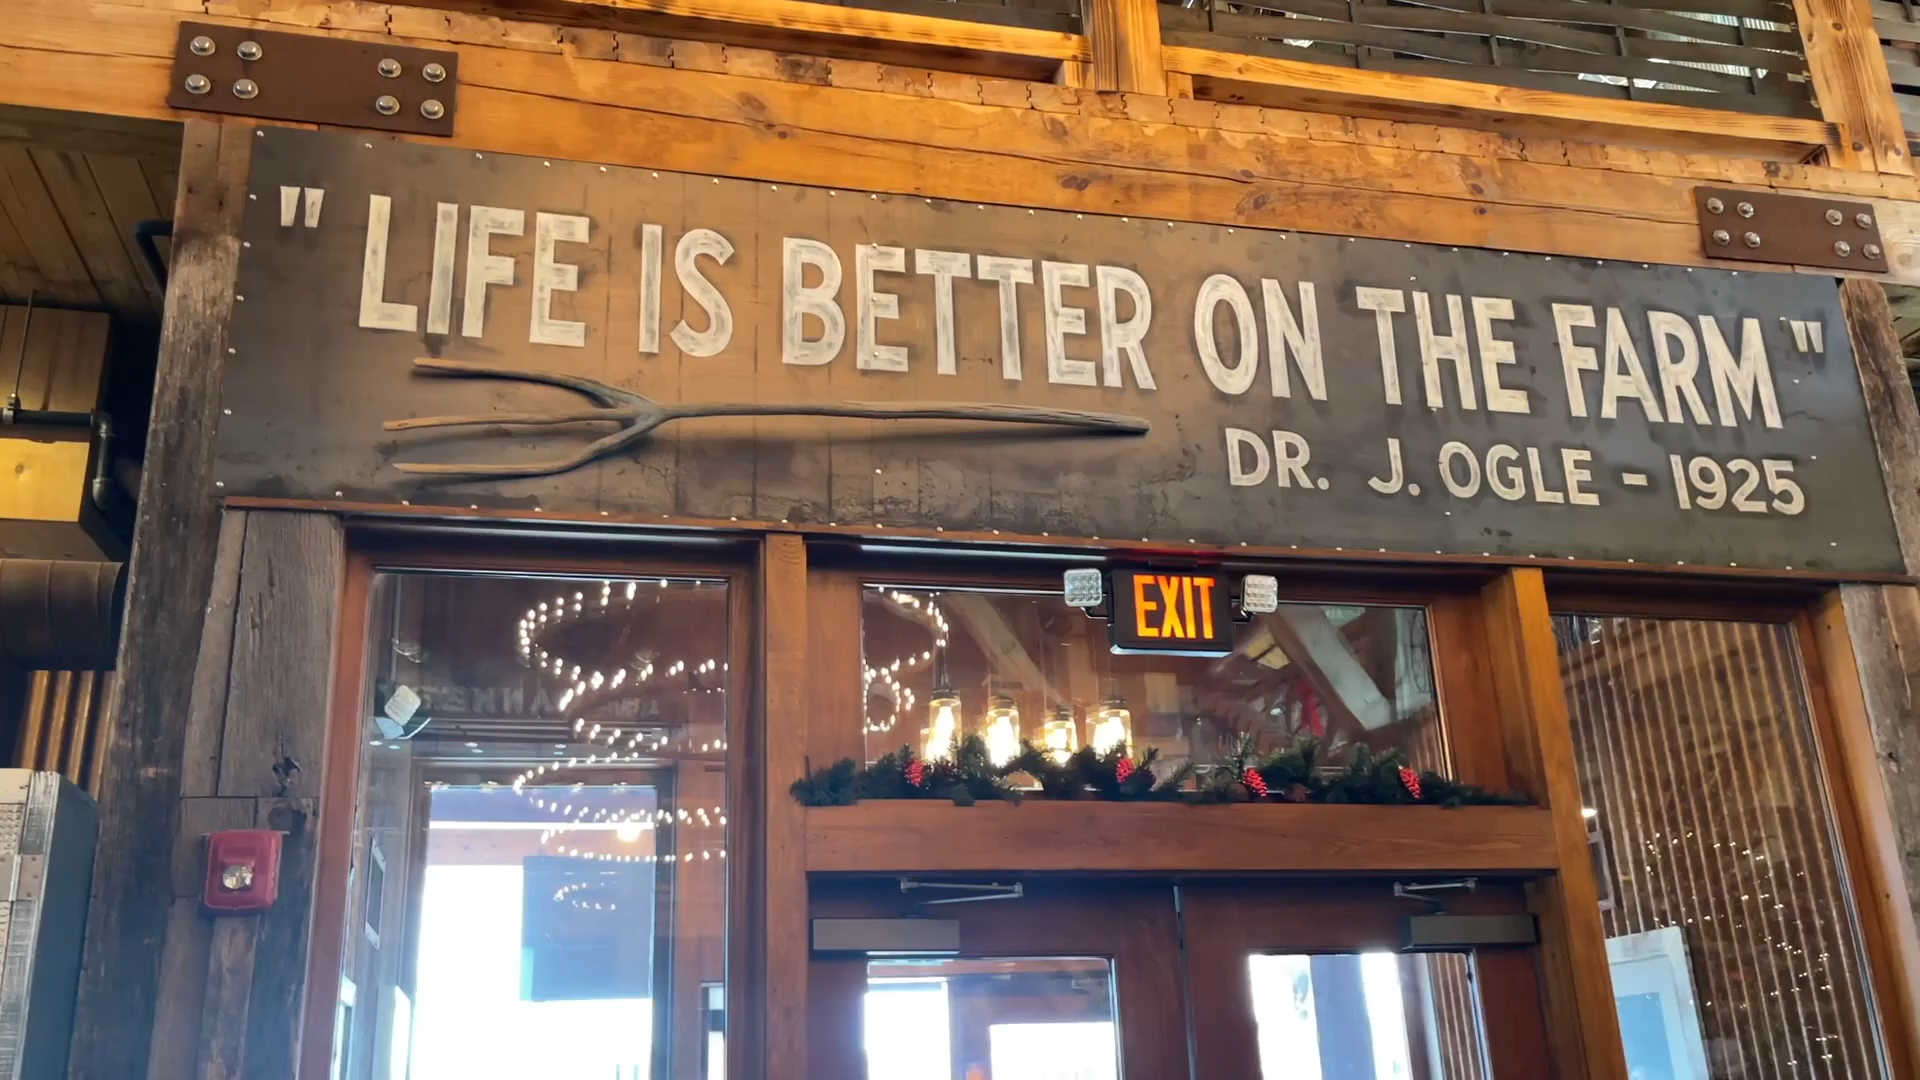 "LIFE IS BETTER ON THE FARM"
DR. J. OGLE - 1925
EXIT